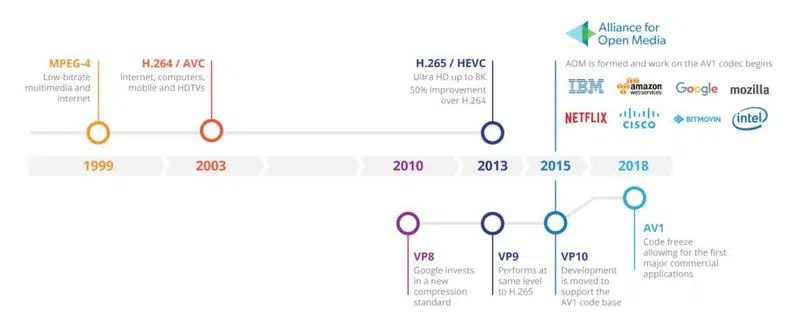 Alliance for
Open Media
AOM is formed and work on the AV1 codec begins
IBM
amazon
web services
Google
mozilla
NETFLIX
CISCO
BITMOVIN
intel
MPEG-4
Low-bitrate
multimedia and
internet
H.264 / AVC
Internet, computers,
mobile and HDTVs
H.265 / HEVC
Ultra HD up to 8K
50% improvement
over H.264
1999
2003
2010
2013
2015
2018
VP8
Google invests
in a new
compression
standard
VP9
Performs at
same level
to H.265
VP10
Development
is moved to
support the
AV1 code base
AV1
Code freeze
allowing for the first
major commercial
applications